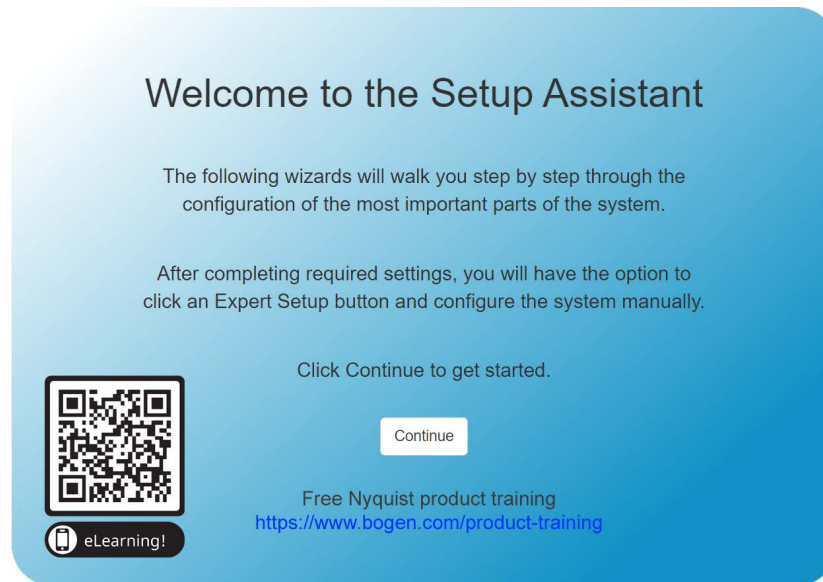 Welcome to the Setup Assistant
The following wizards will walk you step by step through the
configuration of the most important parts of the system.
After completing required settings, you will have the option to
click an Expert Setup button and configure the system manually.
Click Continue to get started.
Continue
Free Nyquist product training
https://www.bogen.com/product-training
eLearning!